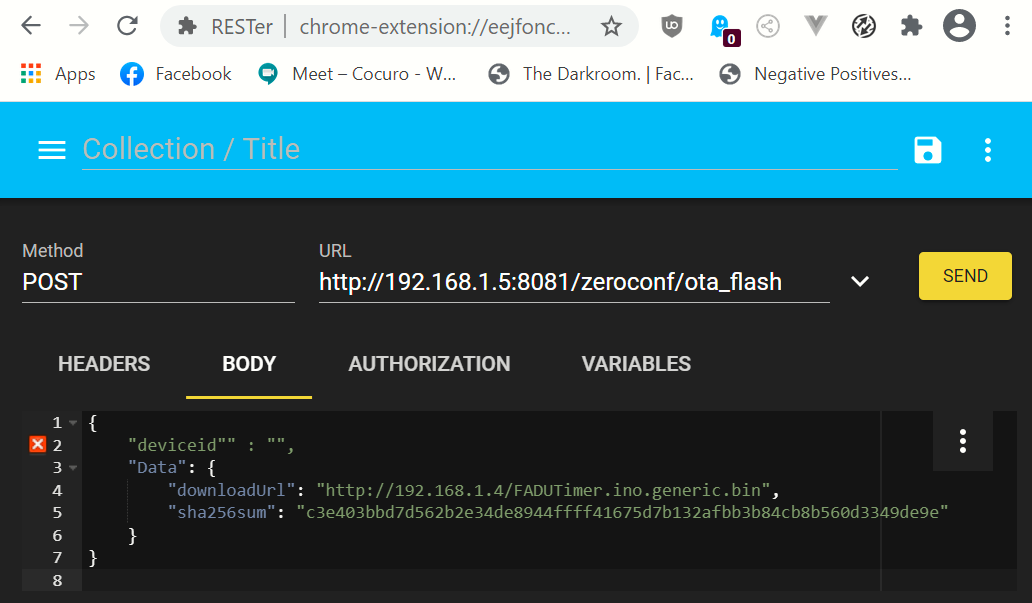 RESTer | chrome-extension://eejfonc...
0
Apps Facebook Meet – Cocuro - W... The Darkroom. | Fac... Negative Positives...
Collection / Title
Method URL
POST http://192.168.1.5:8081/zeroconf/ota_flash SEND
HEADERS BODY AUTHORIZATION VARIABLES
1 {
2 "deviceid"" : "",
3 "Data": {
4 "downloadUrl": "http://192.168.1.4/FADUTimer.ino.generic.bin",
5 "sha256sum": "c3e403bbd7d562b2e34de8944ffff41675d7b132afbb3b84cb8b560d3349de9e"
6 }
7 }
8